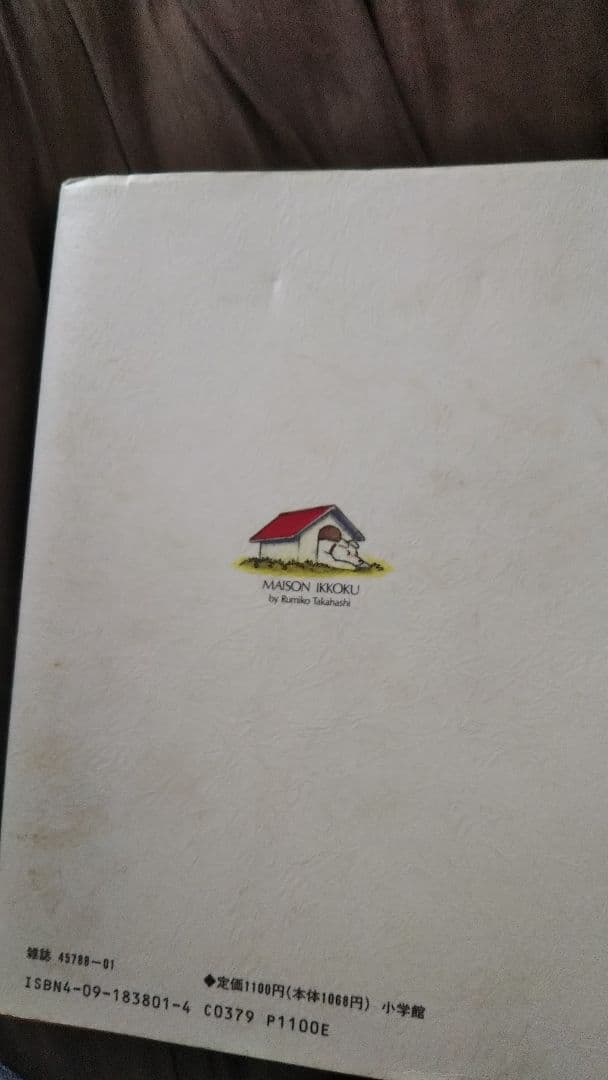 MAISON IKKOKU
by Rumiko Takahashi
雑誌 45788-01
◆定価1100円(本体1068円) 小学館
ISBN4-09-183801-4 C0379 P1100E